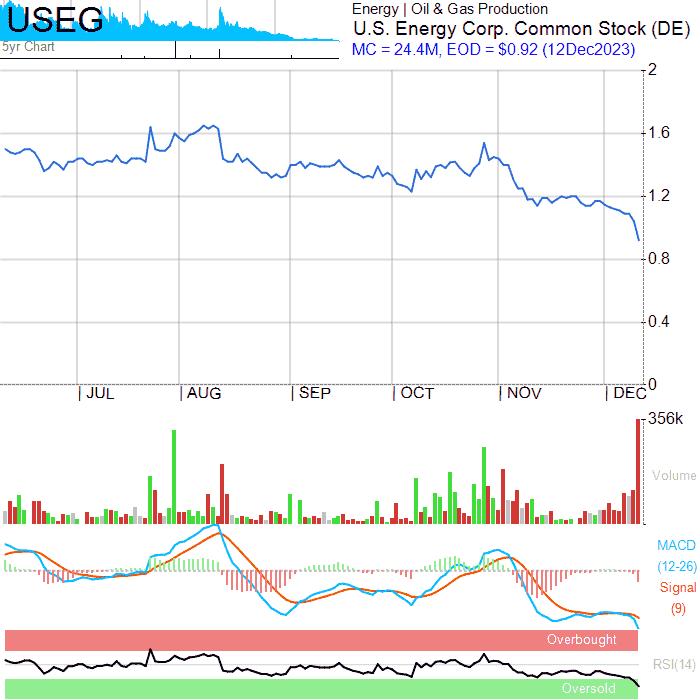 USEG
5yr Chart
Energy | Oil & Gas Production
U.S. Energy Corp. Common Stock (DE)
MC = 24.4M, EOD = $0.92 (12Dec2023)
2
1.6
1.2
0.8
0.4
0
| JUL | AUG | SEP | OCT | NOV | DEC
356k
Volume
MACD
(12-26)
Signal
(9)
Overbought
RSI(14)
Oversold